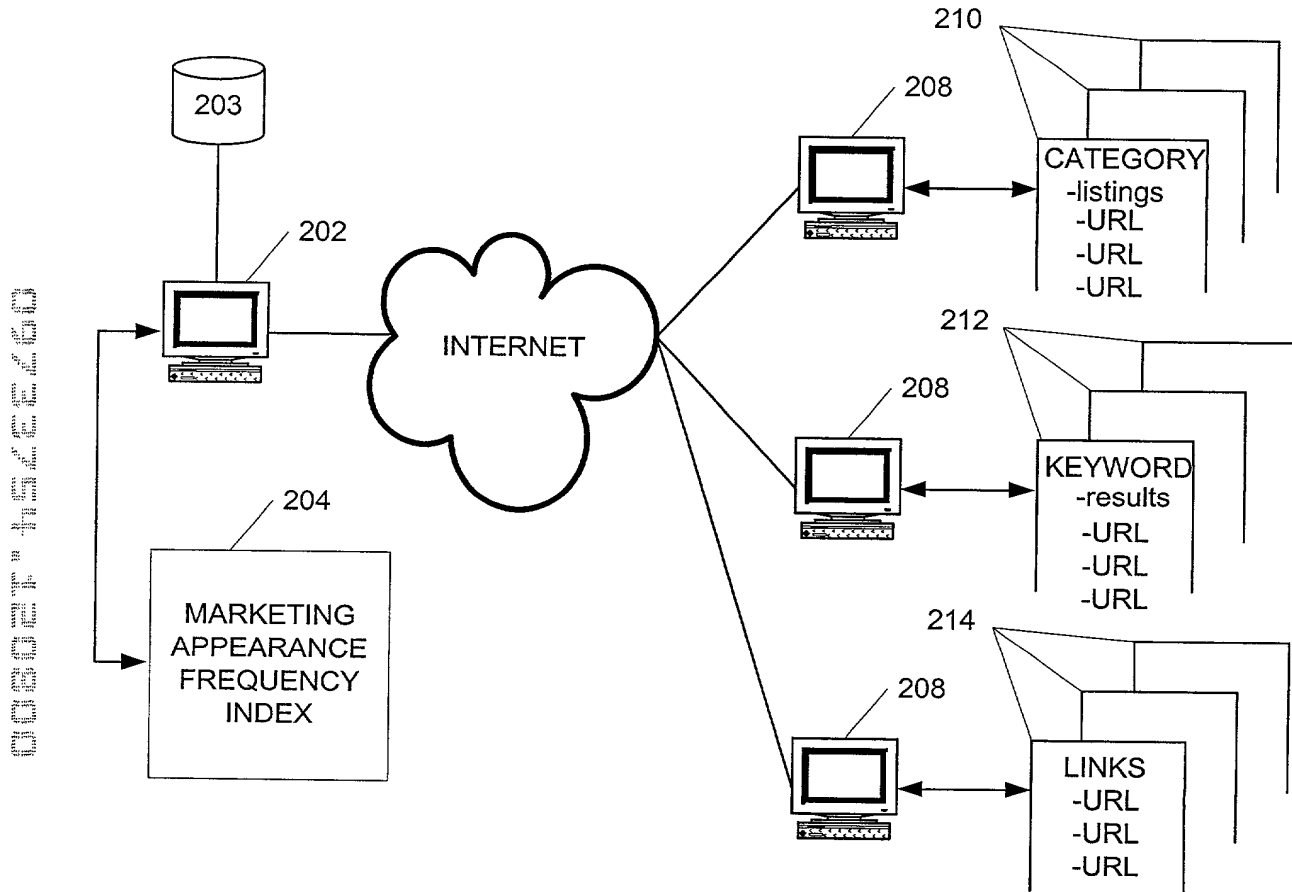 210
203
208
CATEGORY
-listings
-URL
-URL
-URL
202
INTERNET
212
208
KEYWORD
-results
-URL
-URL
-URL
204
MARKETING
APPEARANCE
FREQUENCY
INDEX
214
208
LINKS
-URL
-URL
-URL